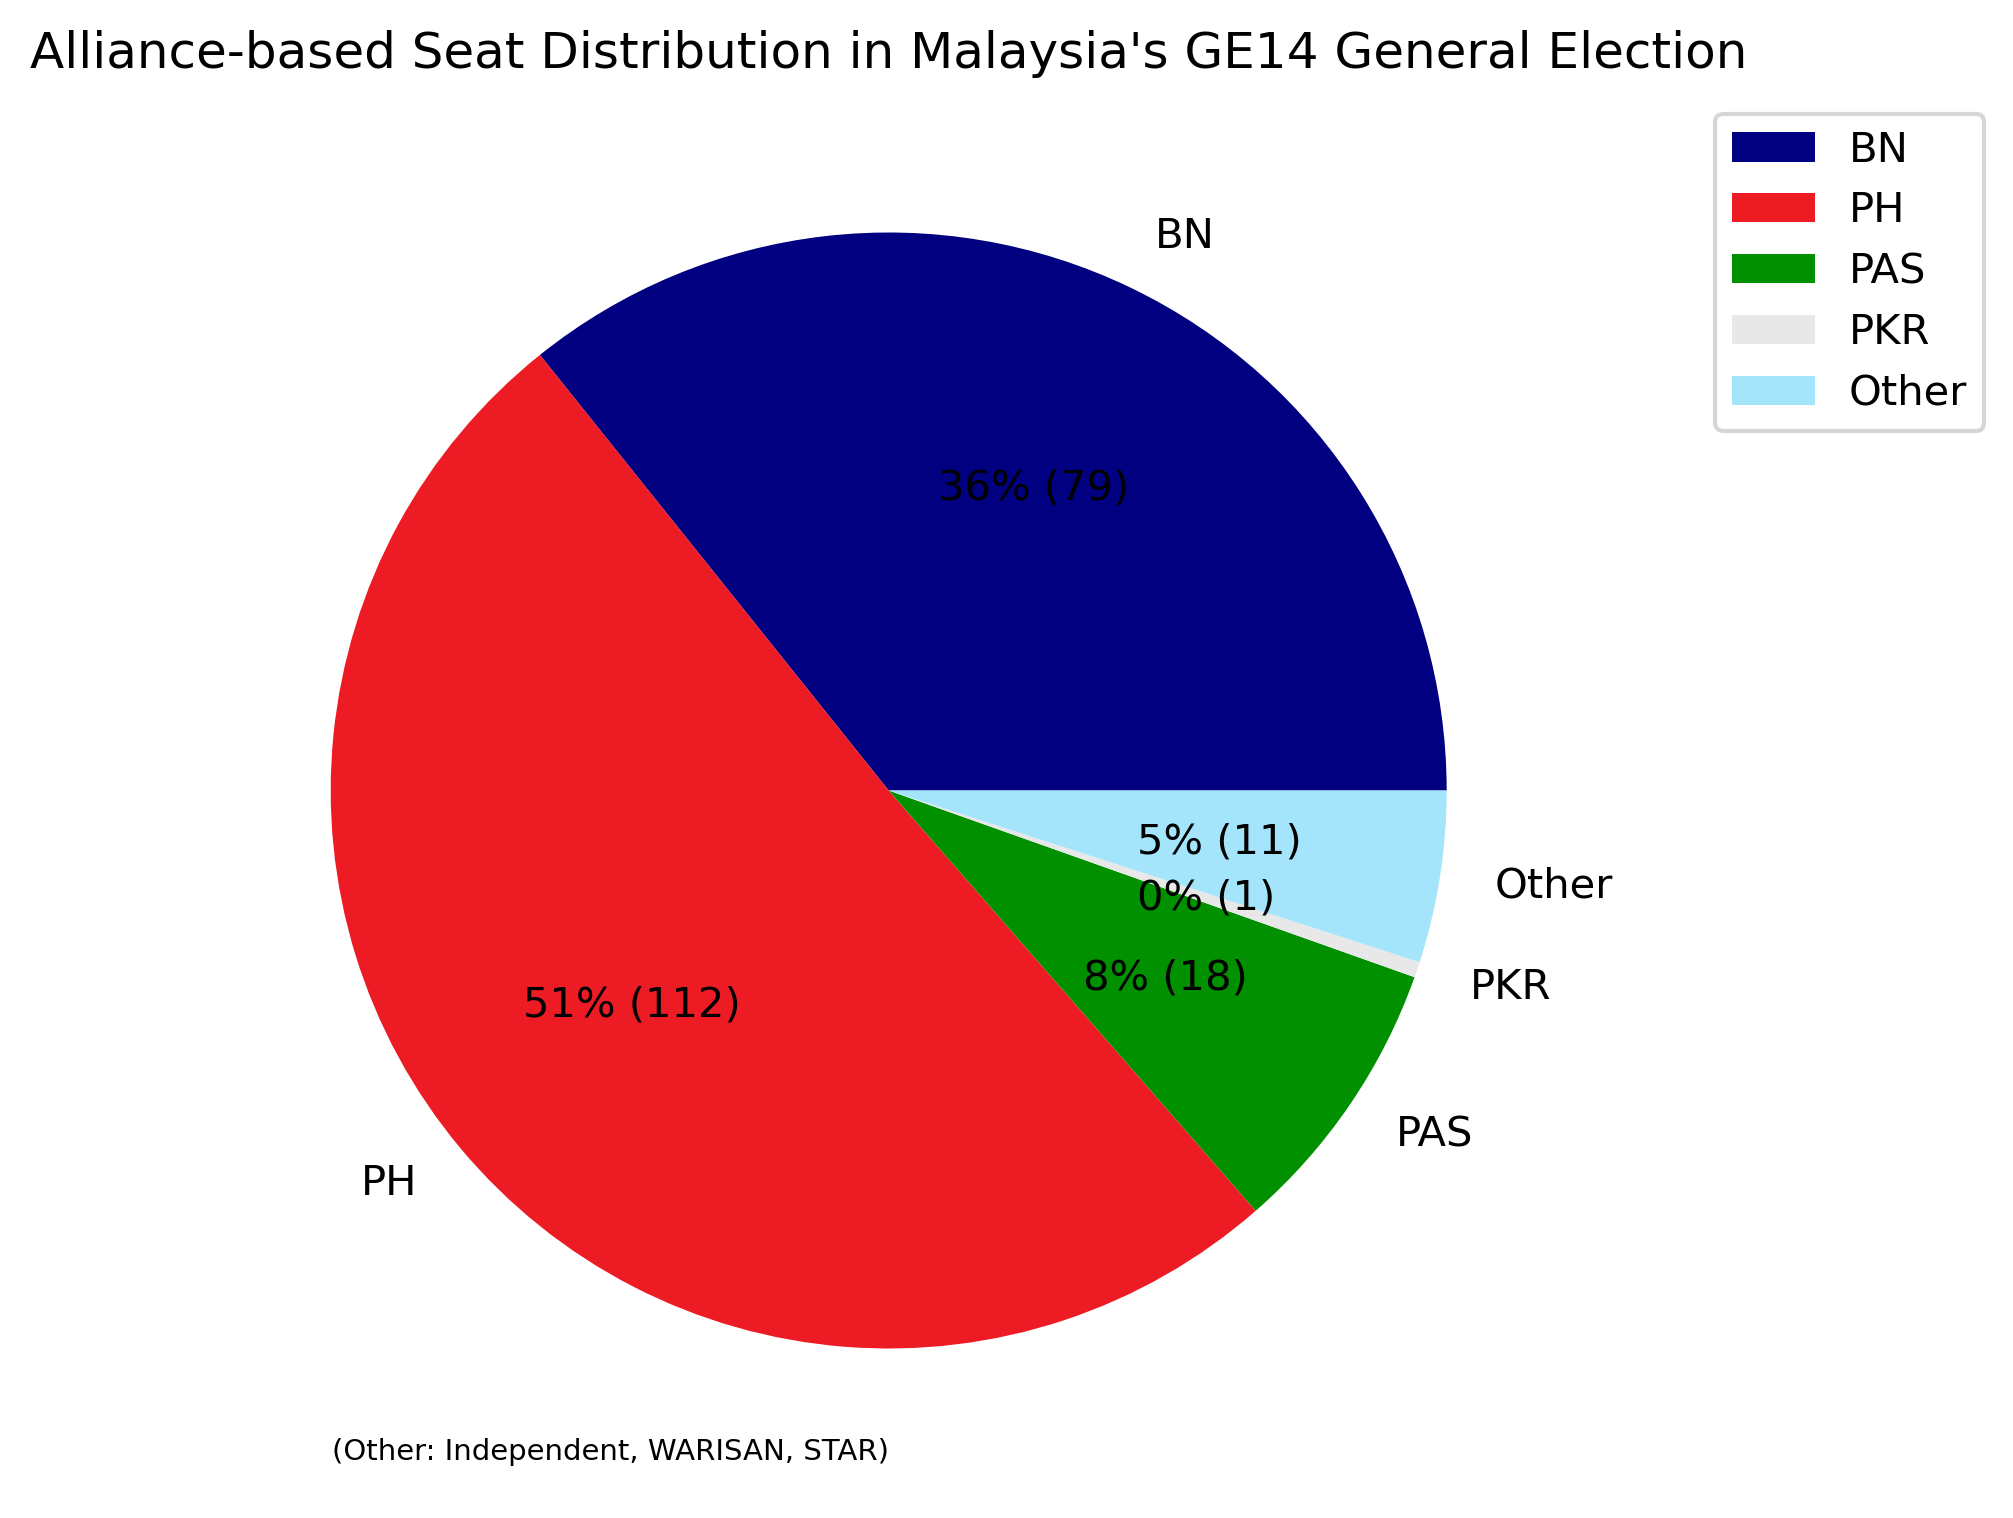 Alliance-based Seat Distribution in Malaysia's GE14 General Election
BN
PH
PAS
PKR
Other
BN
36% (79)
5% (11)
Other
0% (1)
8% (18)
PKR
51% (112)
PAS
PH
(Other: Independent, WARISAN, STAR)